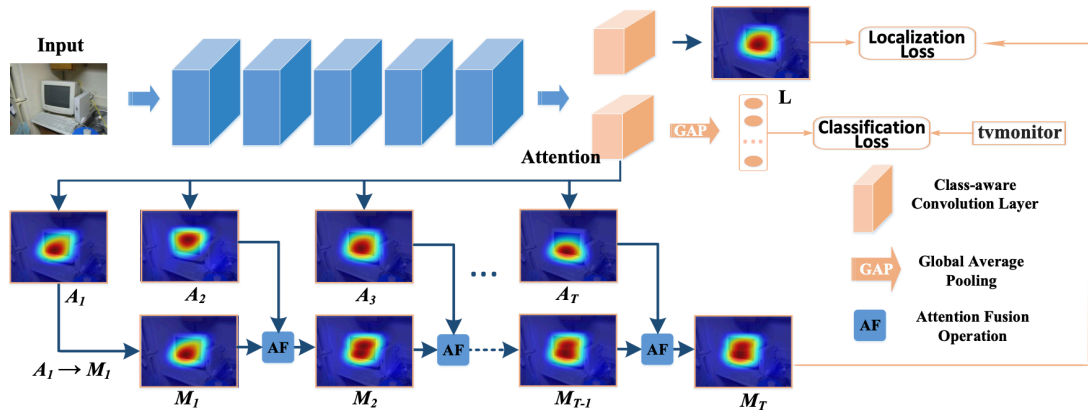 Input
Localization
Loss
L
GAP
Classification
Loss
tvmonitor
Attention
Class-aware
Convolution Layer
A1
A2
A3
...
AT
GAP
Global Average
Pooling
A1 → M1
AF
AF
AF
AF
Attention Fusion
Operation
M1
M2
MT-1
MT